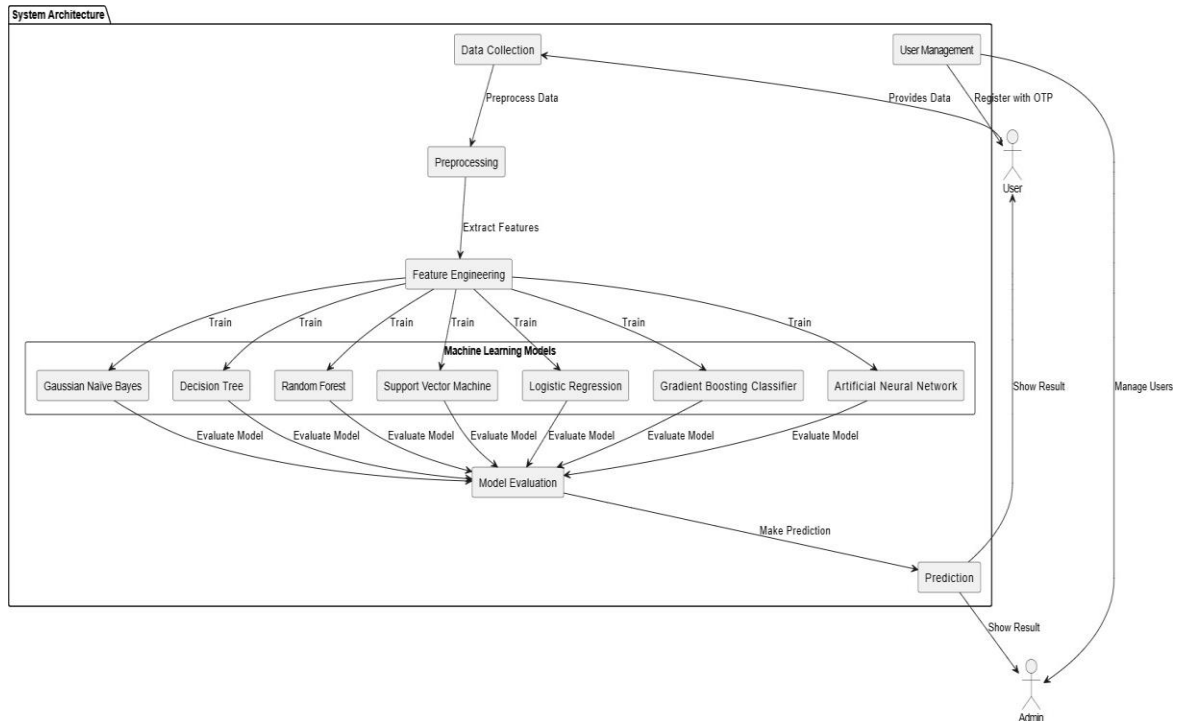 System Architecture
Data Collection
User Management
Preprocess Data
Provides Data
Register with OTP
Preprocessing
User
Extract Features
Feature Engineering
Train
Train
Train
Train
Train
Train
Train
Machine Learning Models
Gaussian Naïve Bayes
Decision Tree
Random Forest
Support Vector Machine
Logistic Regression
Gradient Boosting Classifier
Artificial Neural Network
Show Result
Manage Users
Evaluate Model
Evaluate Model
Evaluate Model
Evaluate Model
Evaluate Model
Evaluate Model
Evaluate Model
Model Evaluation
Make Prediction
Prediction
Show Result
Admin